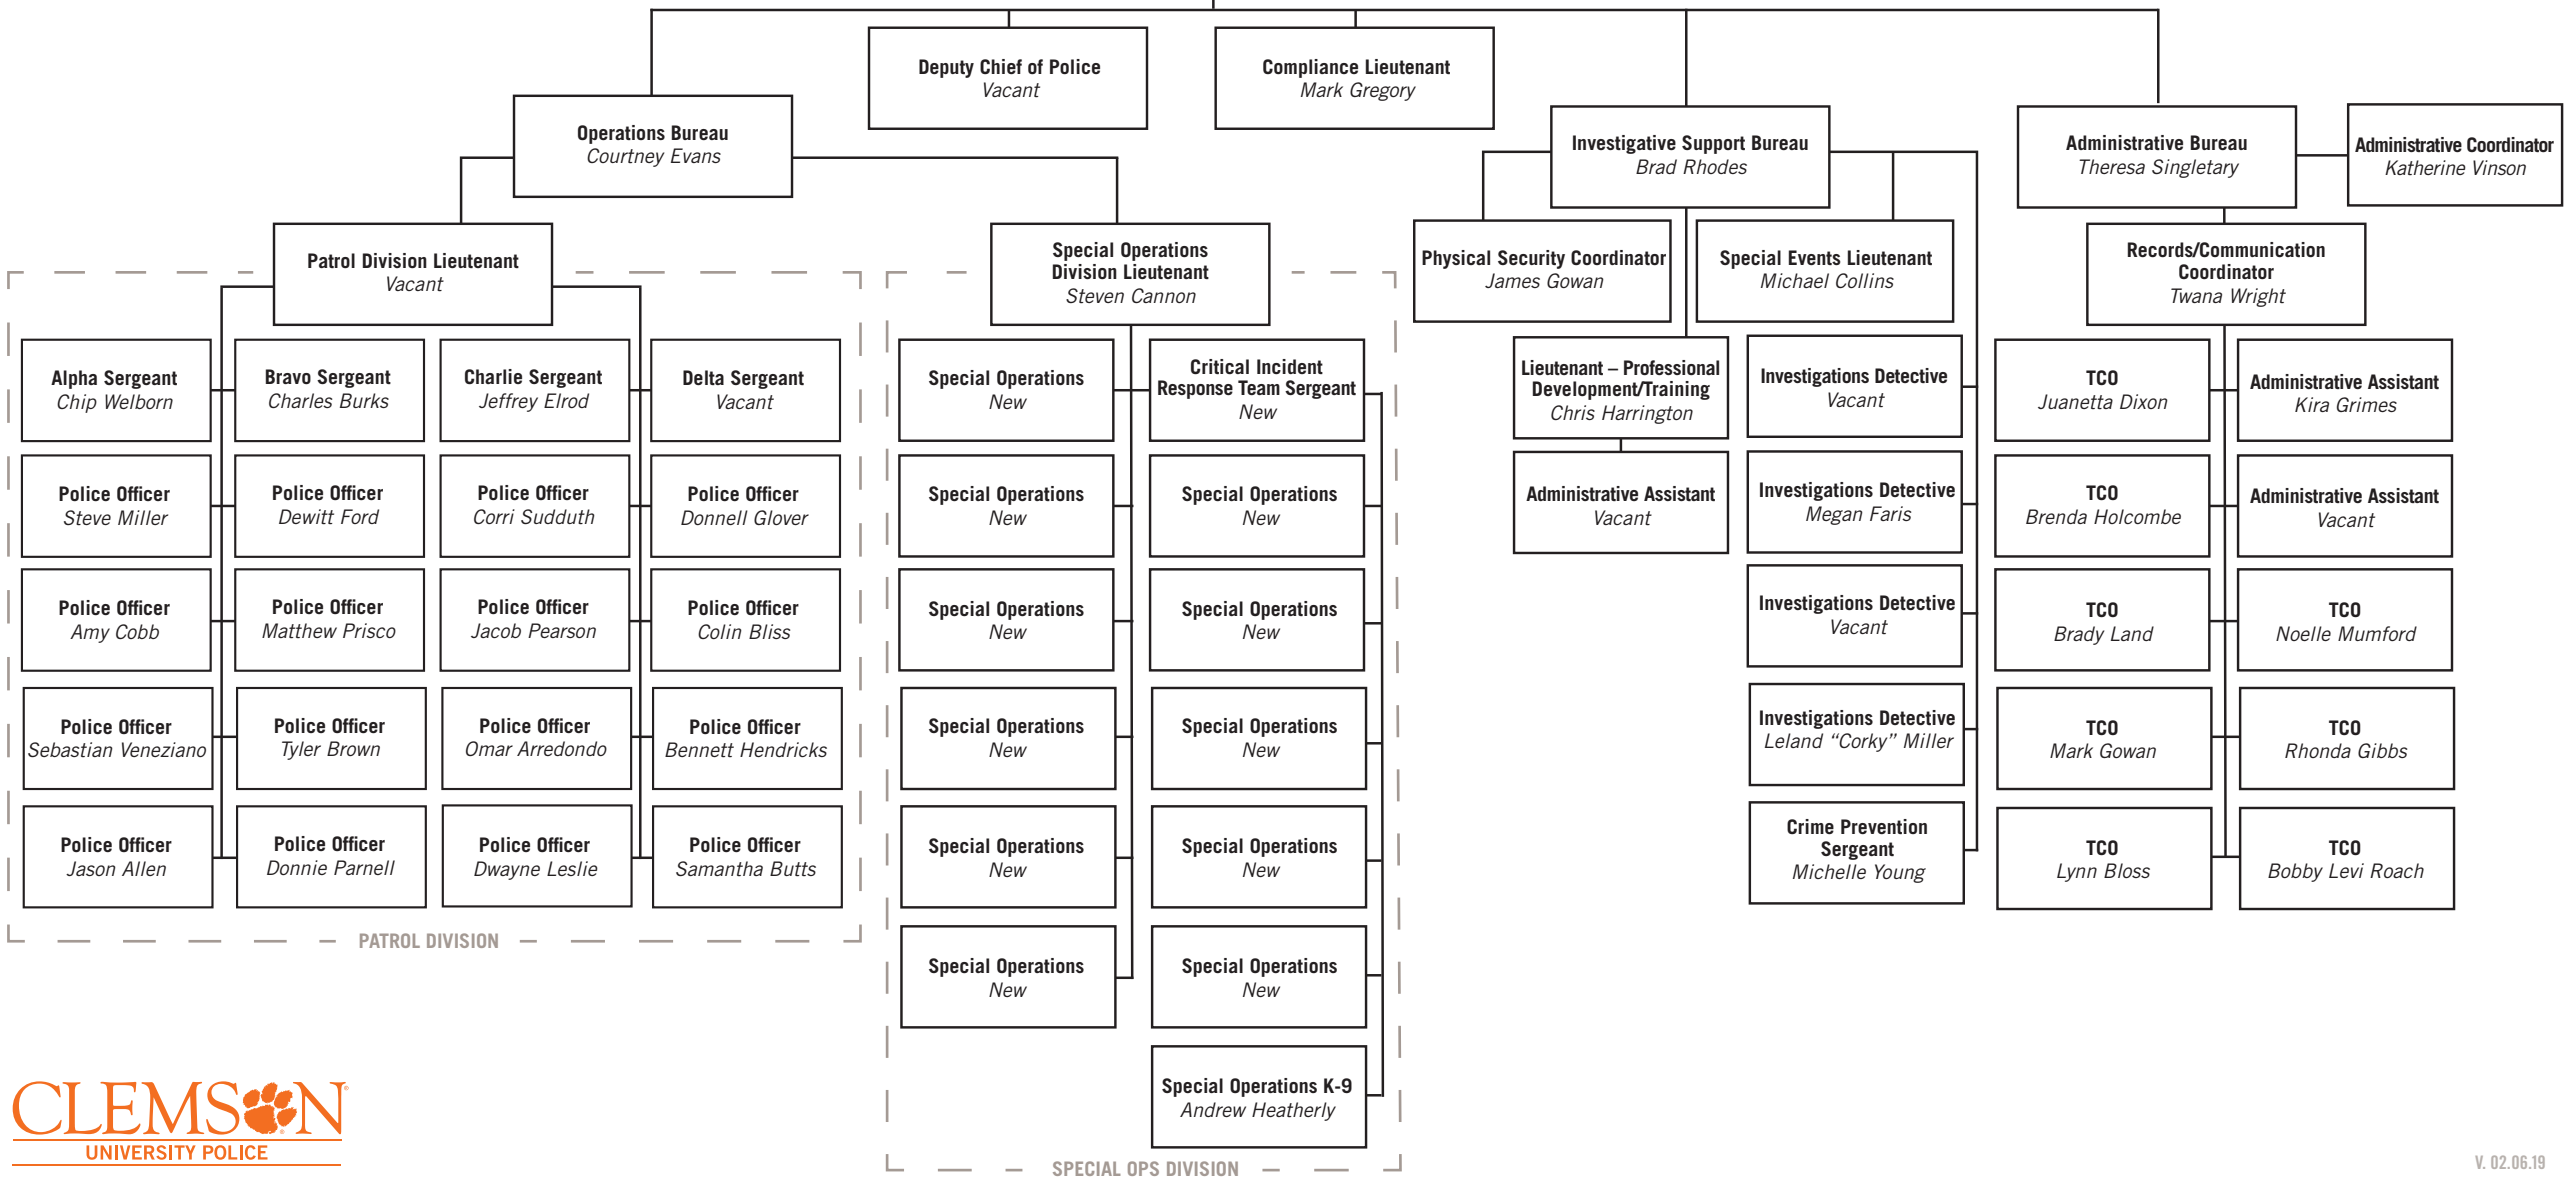 Deputy Chief of Police
Vacant
Compliance Lieutenant
Mark Gregory
Operations Bureau
Courtney Evans
Investigative Support Bureau
Brad Rhodes
Administrative Bureau
Theresa Singletary
Administrative Coordinator
Katherine Vinson
Patrol Division Lieutenant
Vacant
Special Operations
Division Lieutenant
Steven Cannon
Physical Security Coordinator
James Gowan
Special Events Lieutenant
Michael Collins
Records/Communication
Coordinator
Twana Wright
Alpha Sergeant
Chip Welborn
Bravo Sergeant
Charles Burks
Charlie Sergeant
Jeffrey Elrod
Delta Sergeant
Vacant
Police Officer
Steve Miller
Police Officer
Dewitt Ford
Police Officer
Corri Sudduth
Police Officer
Donnell Glover
Police Officer
Amy Cobb
Police Officer
Matthew Prisco
Police Officer
Jacob Pearson
Police Officer
Colin Bliss
Police Officer
Sebastian Veneziano
Police Officer
Tyler Brown
Police Officer
Omar Arredondo
Police Officer
Bennett Hendricks
Police Officer
Jason Allen
Police Officer
Donnie Parnell
Police Officer
Dwayne Leslie
Police Officer
Samantha Butts
PATROL DIVISION
Special Operations
New
Critical Incident
Response Team Sergeant
New
Special Operations
New
Special Operations
New
Special Operations
New
Special Operations
New
Special Operations
New
Special Operations
New
Special Operations
New
Special Operations
New
Special Operations
New
Special Operations
New
Special Operations K-9
Andrew Heatherly
SPECIAL OPS DIVISION
Lieutenant – Professional
Development/Training
Chris Harrington
Administrative Assistant
Vacant
Investigations Detective
Vacant
Investigations Detective
Megan Faris
Investigations Detective
Vacant
Investigations Detective
Leland “Corky” Miller
Crime Prevention
Sergeant
Michelle Young
TCO
Juanetta Dixon
Administrative Assistant
Kira Grimes
TCO
Brenda Holcombe
Administrative Assistant
Vacant
TCO
Brady Land
TCO
Noelle Mumford
TCO
Mark Gowan
TCO
Rhonda Gibbs
TCO
Lynn Bloss
TCO
Bobby Levi Roach
CLEMSON
UNIVERSITY POLICE
V. 02.06.19